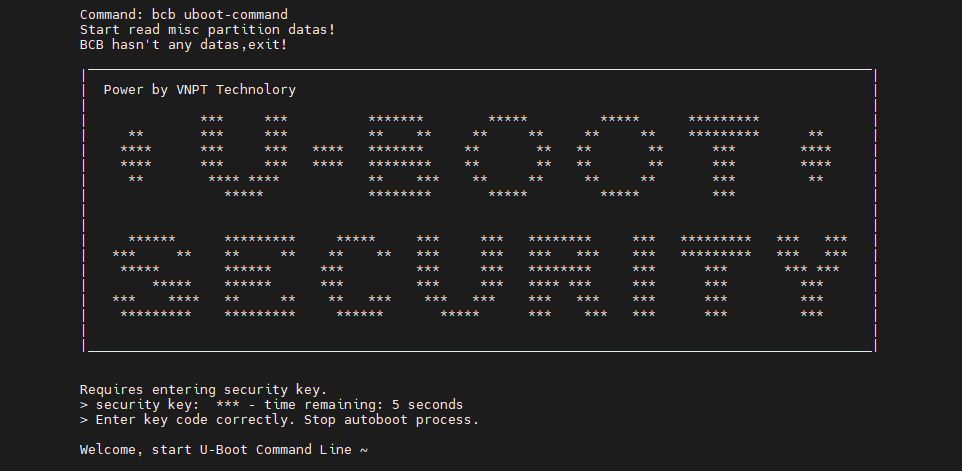 Command: bcb uboot-command
Start read misc partition datas!
BCB hasn't any datas,exit!
Power by VNPT Technolory
U-BOOT
SECURITY
Requires entering security key.
> security key:  *** - time remaining: 5 seconds
> Enter key code correctly. Stop autoboot process.
Welcome, start U-Boot Command Line ~